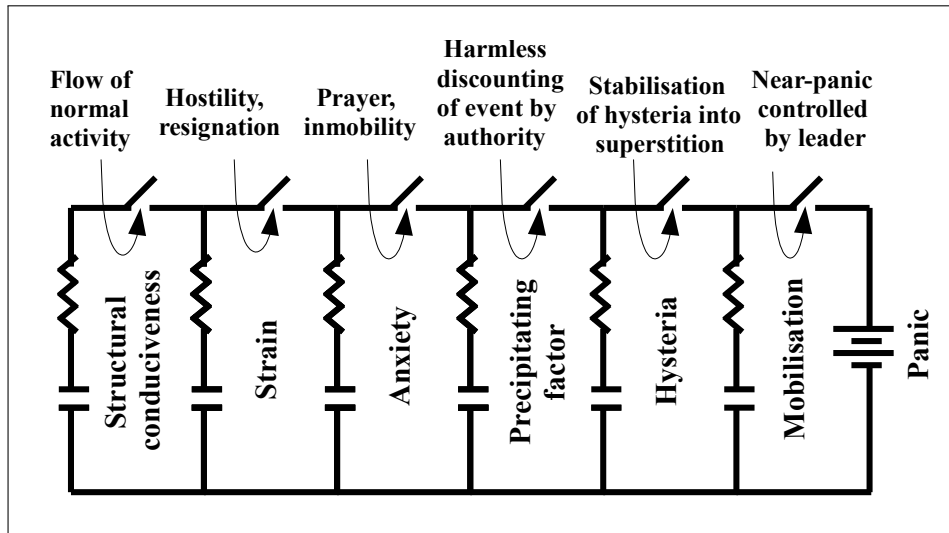 Flow of
normal
activity
Hostility,
resignation
Prayer,
inmobility
Harmless
discounting
of event by
authority
Stabilisation
of hysteria into
superstition
Near-panic
controlled
by leader
Structural
conduciveness
Strain
Anxiety
Precipitating
factor
Hysteria
Mobilisation
Panic